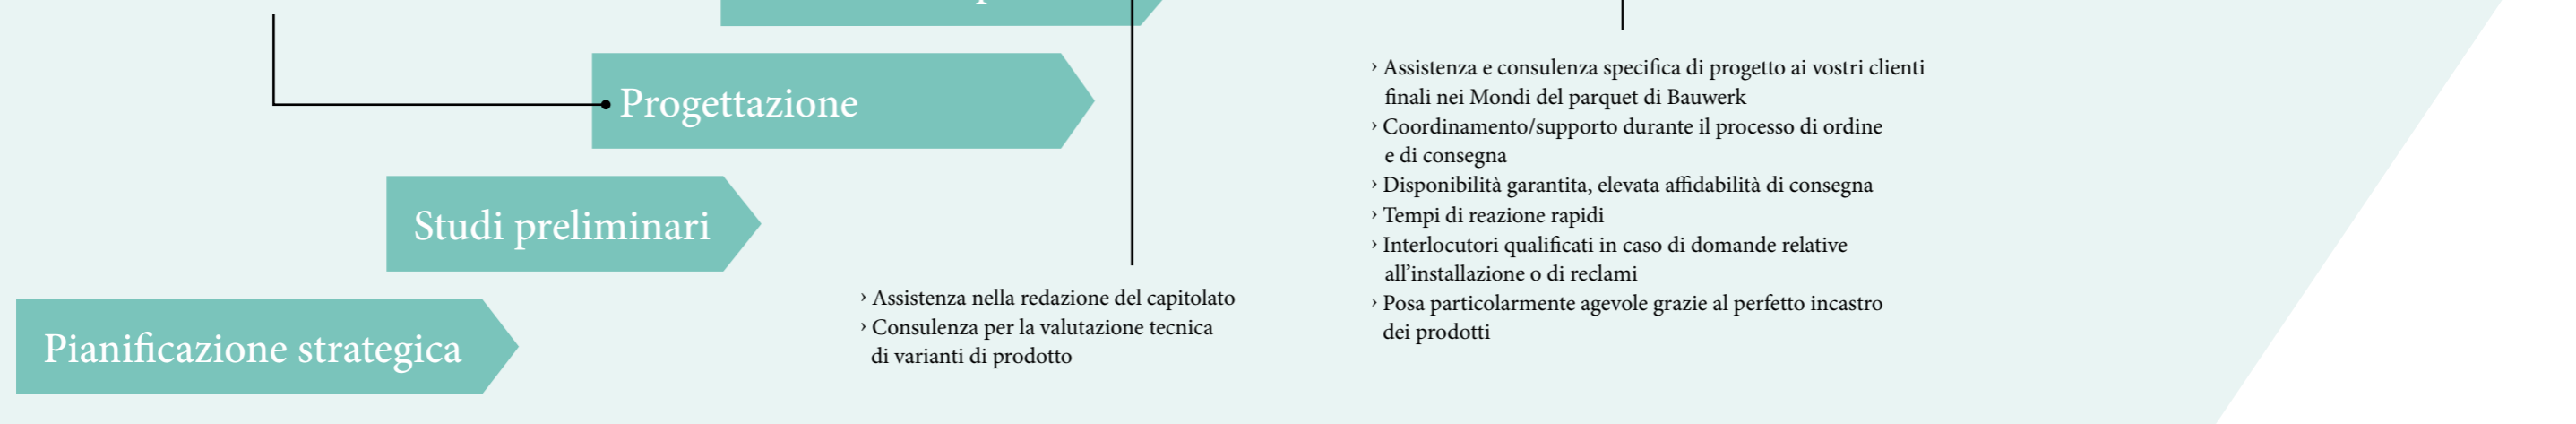 Progettazione
Studi preliminari
Pianificazione strategica
› Assistenza nella redazione del capitolato
› Consulenza per la valutazione tecnica
di varianti di prodotto
› Assistenza e consulenza specifica di progetto ai vostri clienti
finali nei Mondi del parquet di Bauwerk
› Coordinamento/supporto durante il processo di ordine
e di consegna
› Disponibilità garantita, elevata affidabilità di consegna
› Tempi di reazione rapidi
› Interlocutori qualificati in caso di domande relative
all’installazione o di reclami
› Posa particolarmente agevole grazie al perfetto incastro
dei prodotti